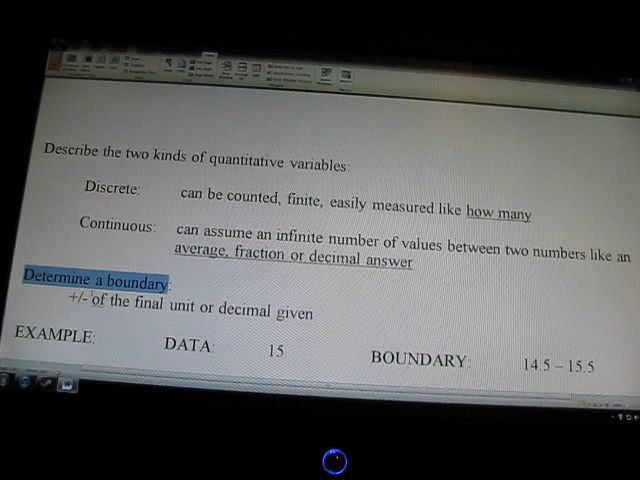 Describe the two kinds of quantitative variables:
Discrete: can be counted, finite, easily measured like how many
Continuous: can assume an infinite number of values between two numbers like an
average, fraction or decimal answer
Determine a boundary:
+/- of the final unit or decimal given
EXAMPLE: DATA: 15 BOUNDARY: 14.5 – 15.5